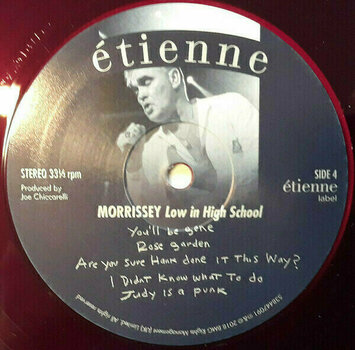 étienne
STEREO 33⅓ rpm
Produced by
Joe Chiccarelli
SIDE 4
étienne
label
MORRISSEY Low in High School
You'll be gone
Rose garden
Are you sure Hank done it This Way?
I Didnt Know What To do
Judy is a punk